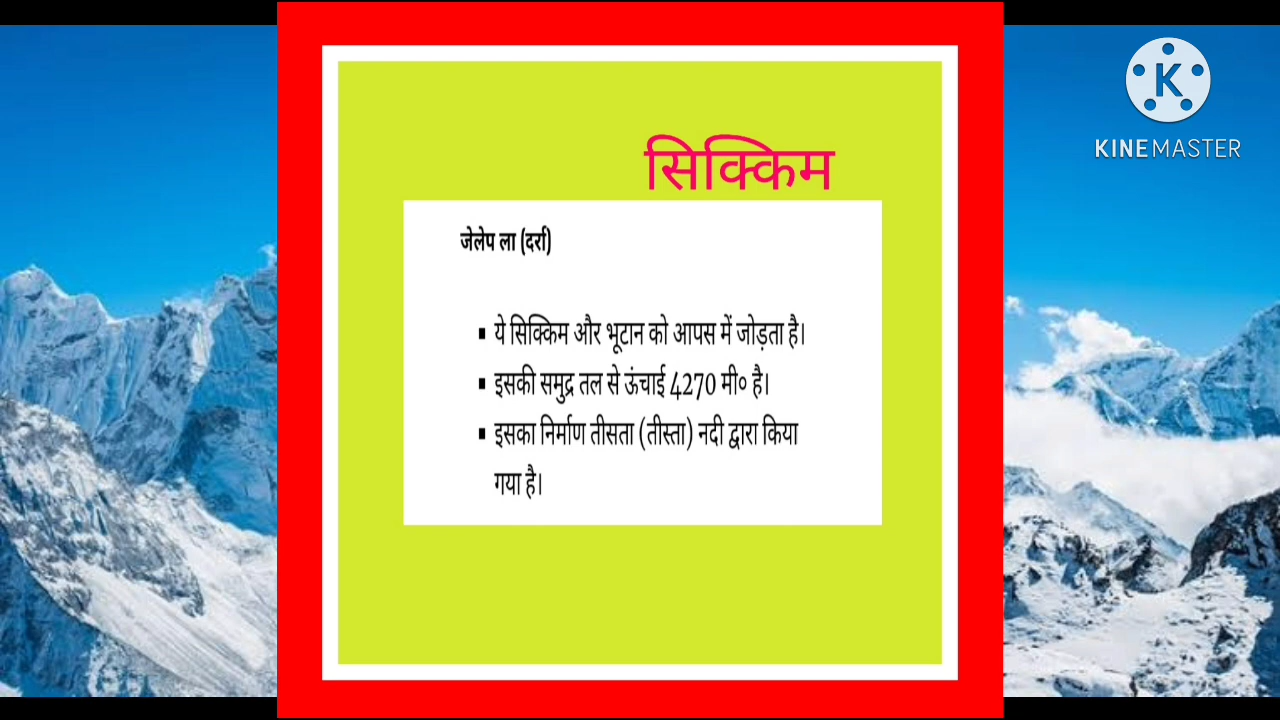 K
KINEMASTER
सिक्किम
जेलेप ला (दर्रा)
▪ ये सिक्किम और भूटान को आपस में जोड़ता है।
▪ इसकी समुद्र तल से ऊंचाई 4270 मी० है।
▪ इसका निर्माण तीसता (तीस्ता) नदी द्वारा किया
गया है।